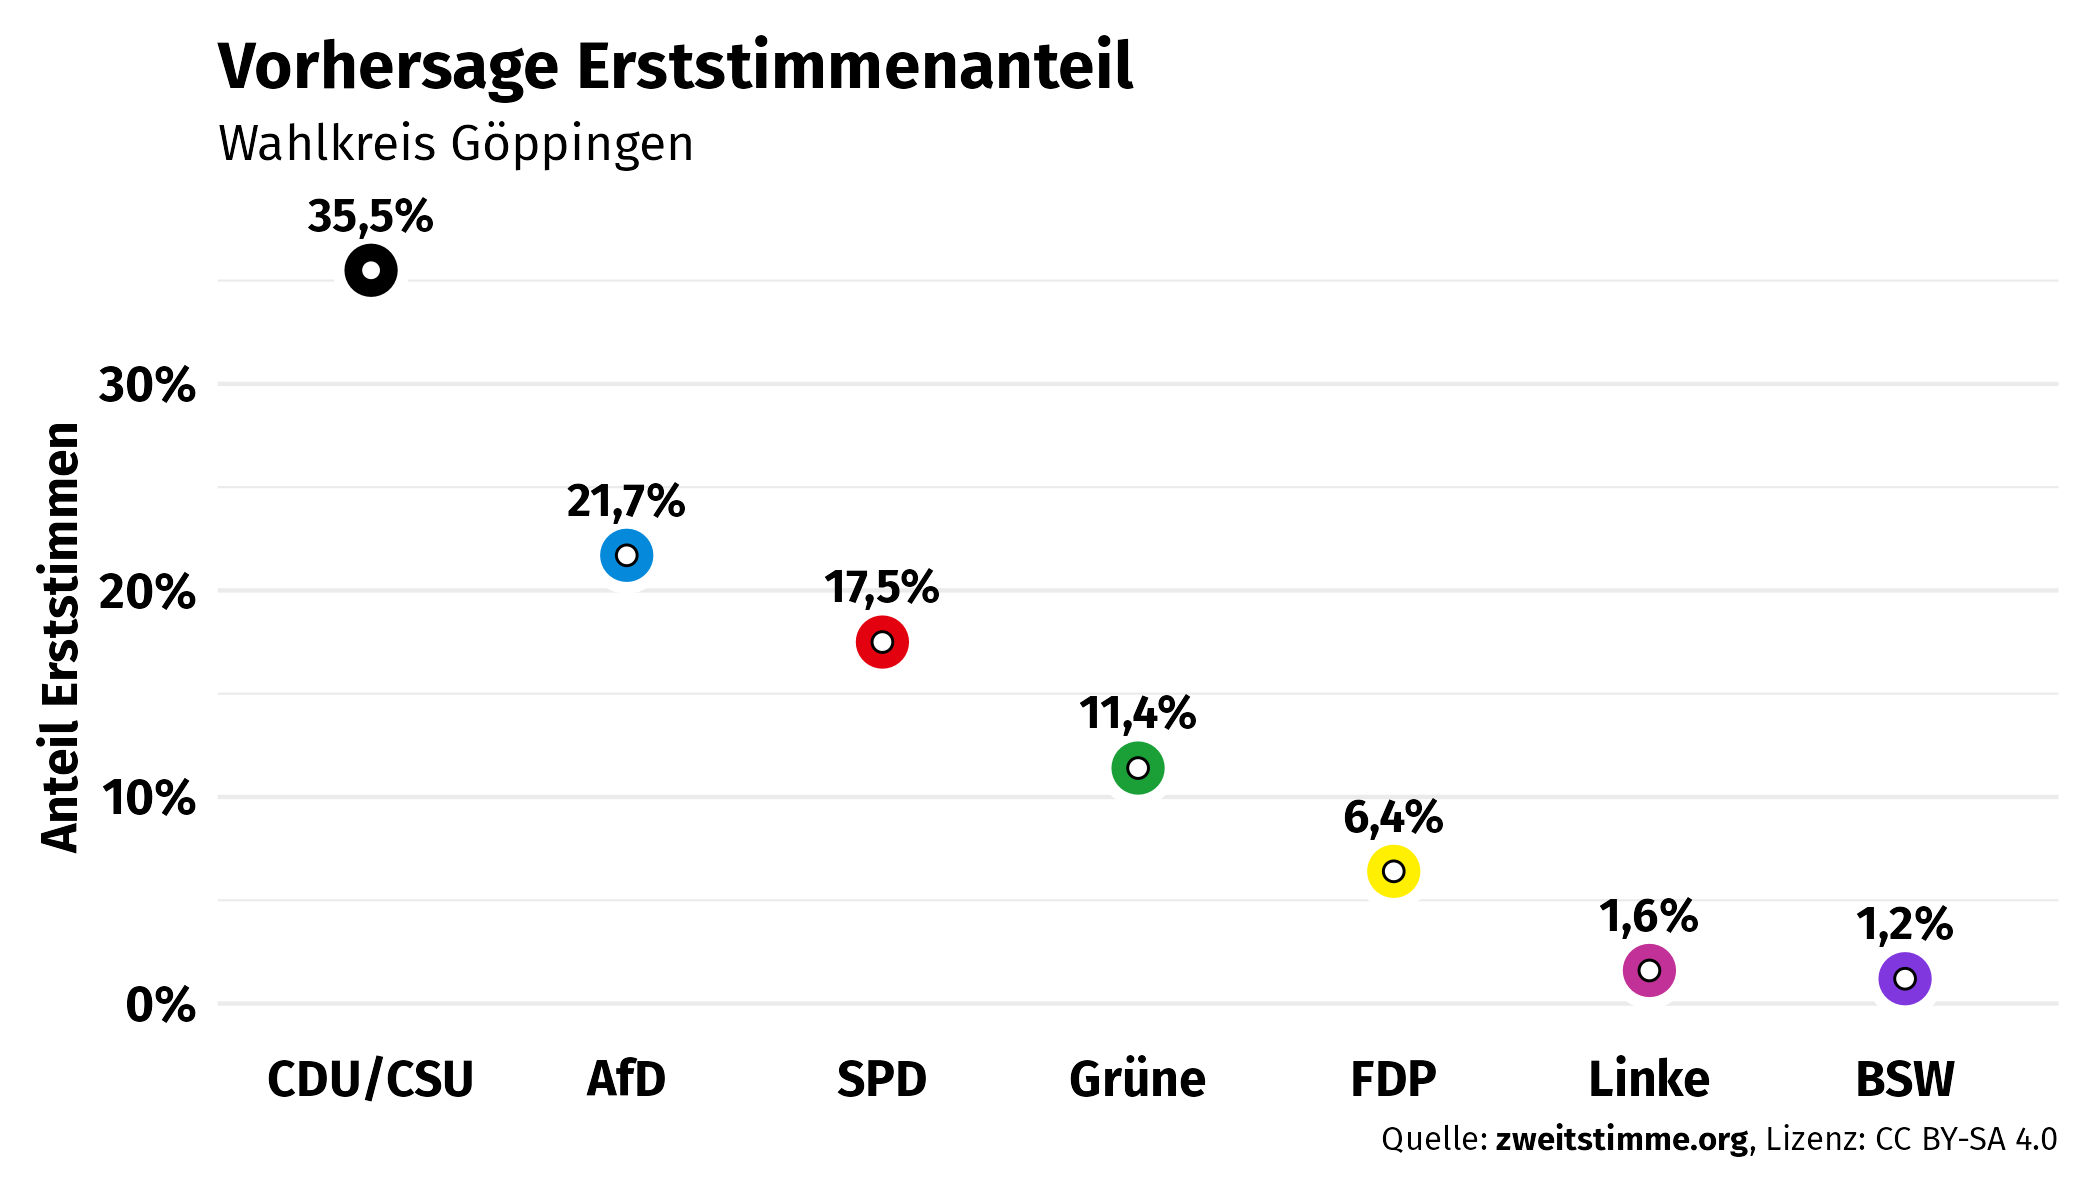 Vorhersage Erststimmenanteil
Wahlkreis Göppingen
35,5%
30%
21,7%
20%
17,5%
11,4%
10%
6,4%
1,6%
1,2%
0%
Anteil Erststimmen
CDU/CSU AfD SPD Grüne FDP Linke BSW
Quelle: zweitstimme.org, Lizenz: CC BY-SA 4.0